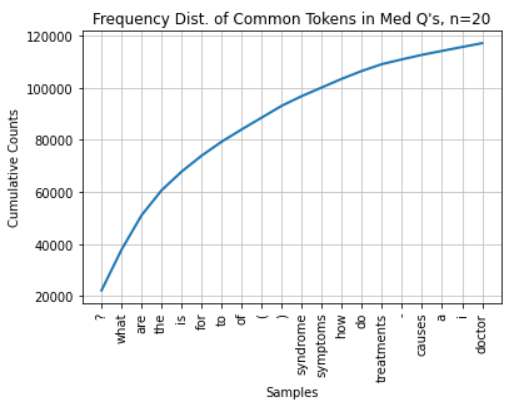 Frequency Dist. of Common Tokens in Med Q's, n=20
120000
100000
80000
60000
40000
20000
Cumulative Counts
?
what
are
the
is
for
to
of
(
)
syndrome
symptoms
how
do
treatments
-
causes
a
i
doctor
Samples